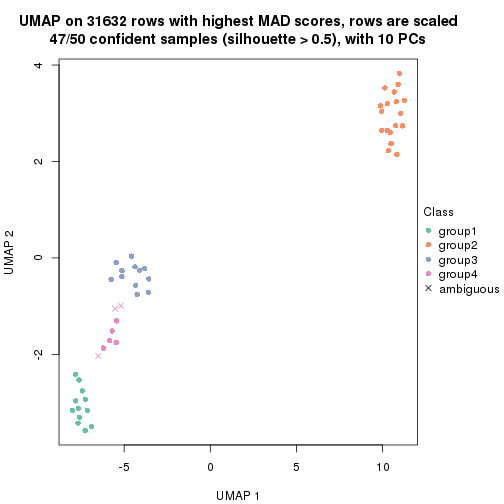 UMAP on 31632 rows with highest MAD scores, rows are scaled
47/50 confident samples (silhouette > 0.5), with 10 PCs
4
2
0
-2
UMAP 2
-5
0
5
10
UMAP 1
Class
group1
group2
group3
group4
ambiguous